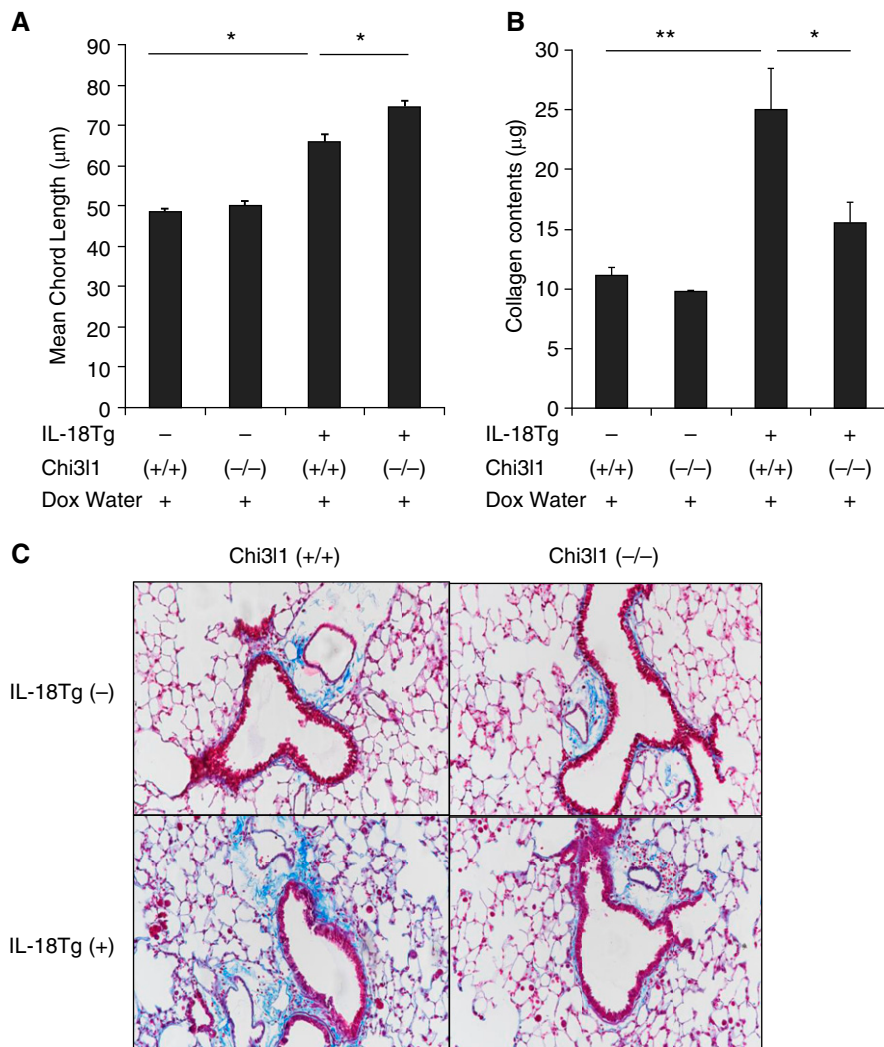 A
* *
90
80
70
60
50
40
30
20
10
0
Mean Chord Length (μm)
IL-18Tg – – + +
Chi3l1 (+/+) (–/–) (+/+) (–/–)
Dox Water + + + +
B
** *
30
25
20
15
10
5
0
Collagen contents (μg)
IL-18Tg – – + +
Chi3l1 (+/+) (–/–) (+/+) (–/–)
Dox Water + + + +
C
Chi3l1 (+/+) Chi3l1 (–/–)
IL-18Tg (–)
IL-18Tg (+)